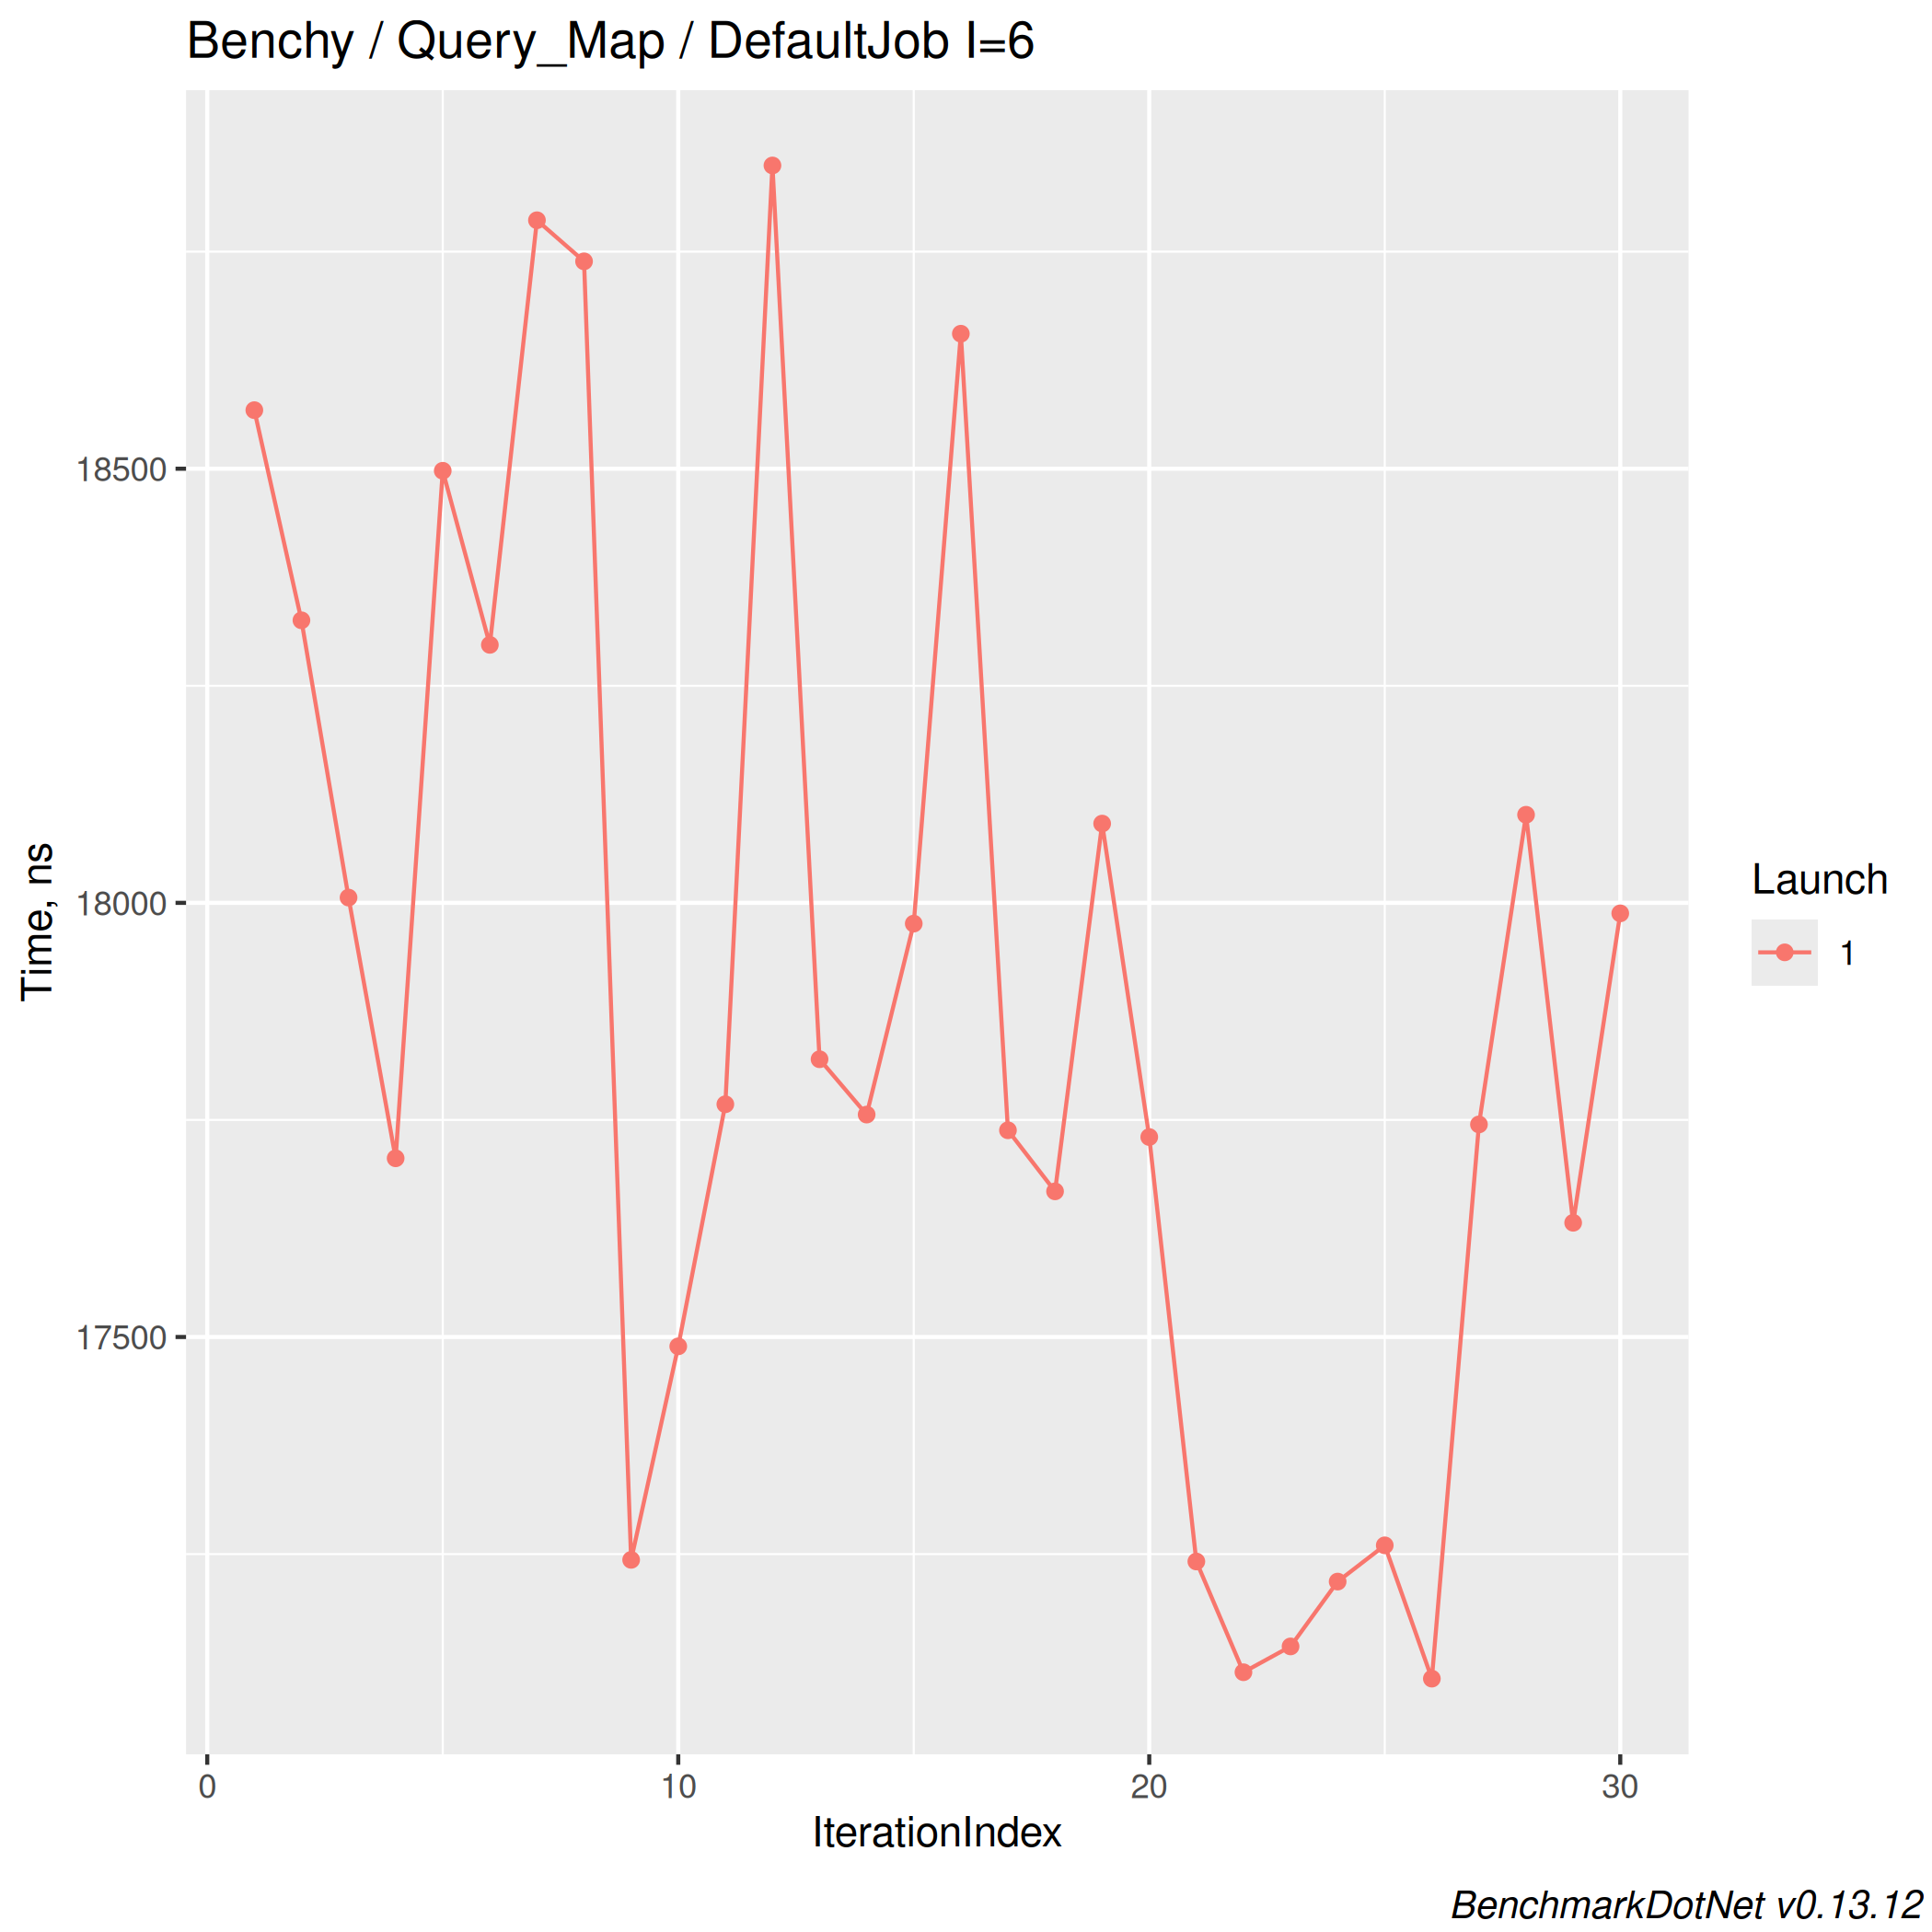 Benchy / Query_Map / DefaultJob I=6
Time, ns
18500
18000
17500
0
10
20
30
IterationIndex
Launch
1
BenchmarkDotNet v0.13.12